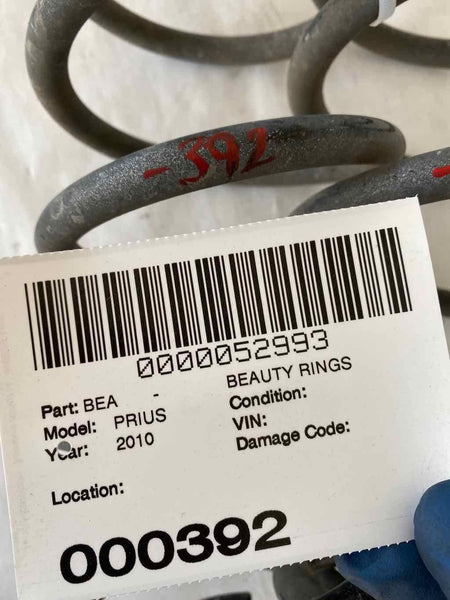 -392
0000052993
Part: BEA - BEAUTY RINGS
Model: PRIUS Condition:
Year: 2010 VIN:
Damage Code:
Location:
000392